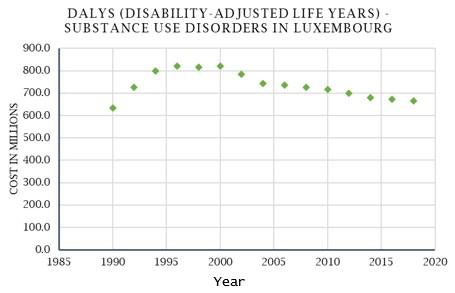 DALYS (DISABILITY-ADJUSTED LIFE YEARS) -
SUBSTANCE USE DISORDERS IN LUXEMBOURG
COST IN MILLIONS
900.0
800.0
700.0
600.0
500.0
400.0
300.0
200.0
100.0
0.0
1985 1990 1995 2000 2005 2010 2015 2020
Year